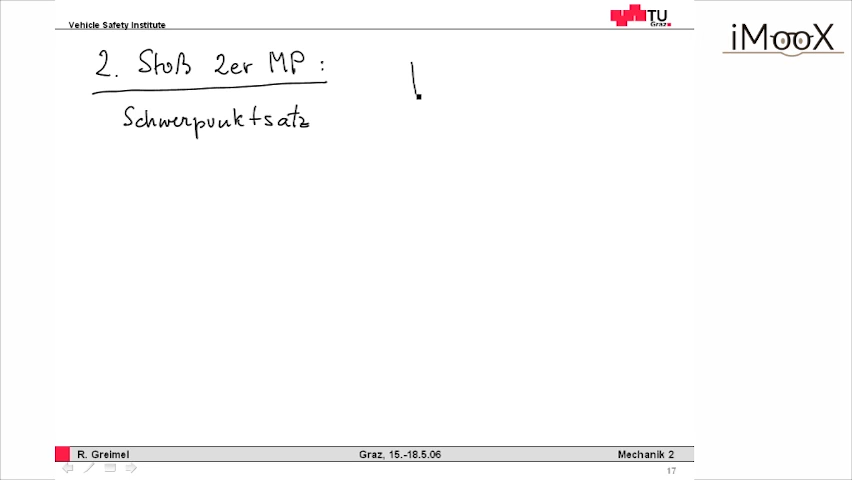 Vehicle Safety Institute
TU
Graz
iMooX
2. Stoß 2er MP :
Schwerpunktsatz
R. Greimel
Graz, 15.-18.5.06
Mechanik 2
17